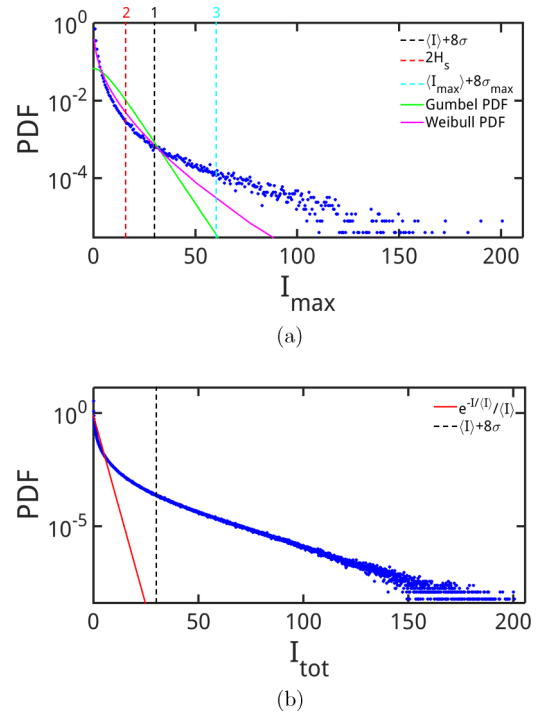 2 1 3
10^0
10^-2
10^-4
PDF
⟨I⟩+8σ
2H_s
⟨I_max⟩+8σ_max
Gumbel PDF
Weibull PDF
0 50 100 150 200
I_max
(a)
10^0
10^-5
PDF
e^-I/⟨I⟩/⟨I⟩
⟨I⟩+8σ
0 50 100 150 200
I_tot
(b)